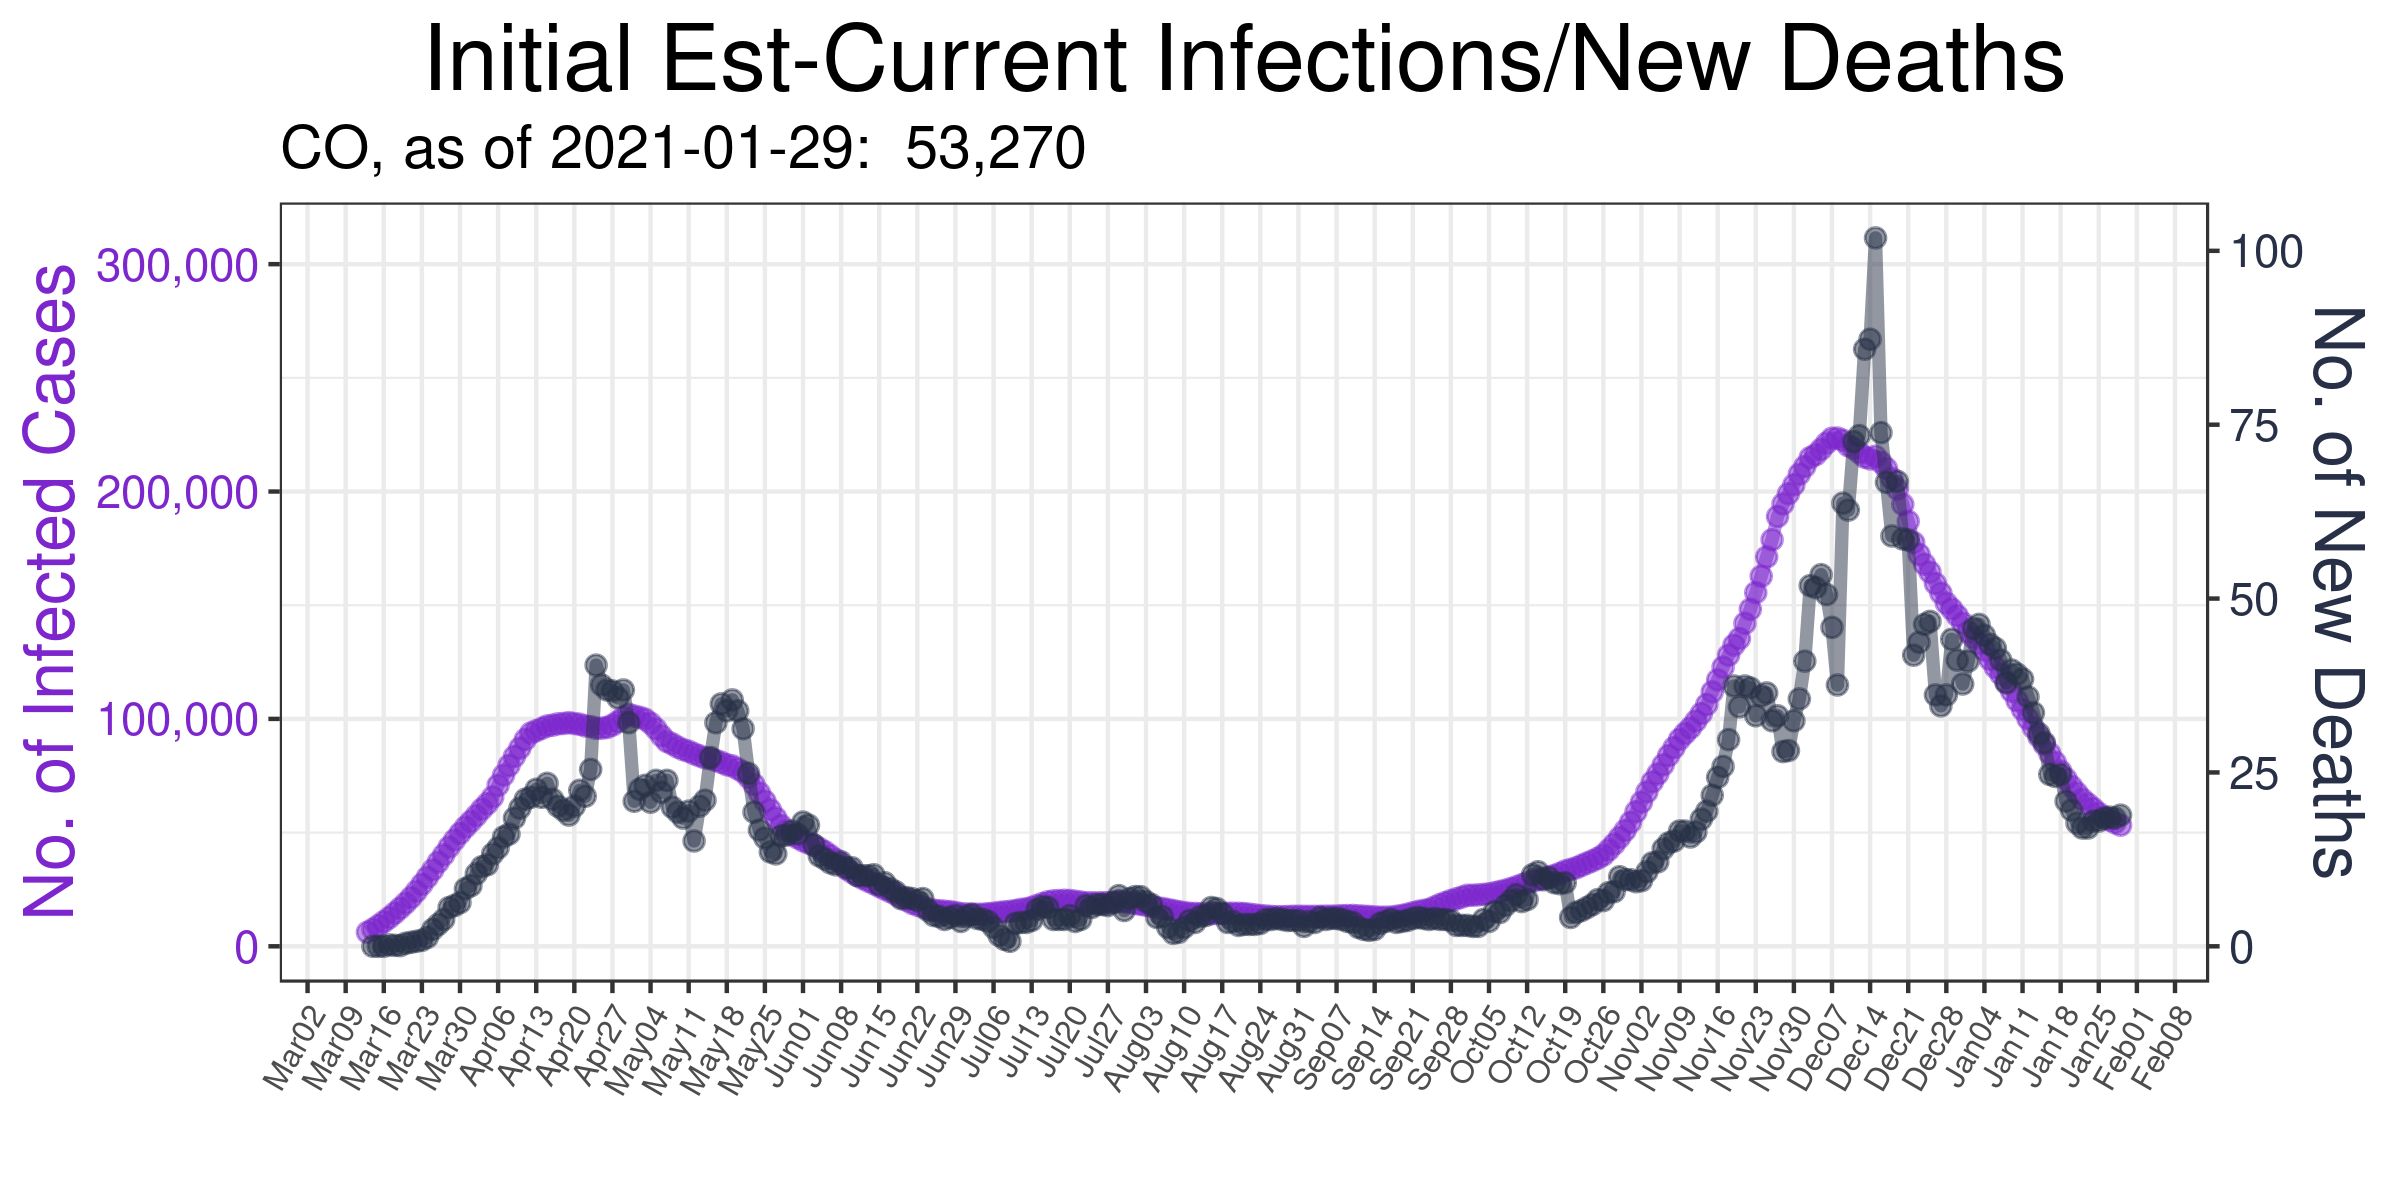 Initial Est-Current Infections/New Deaths
CO, as of 2021-01-29:  53,270
No. of Infected Cases
300,000
200,000
100,000
0
100
75
50
25
0
No. of New Deaths
Mar02
Mar09
Mar16
Mar23
Mar30
Apr06
Apr13
Apr20
Apr27
May04
May11
May18
May25
Jun01
Jun08
Jun15
Jun22
Jun29
Jul06
Jul13
Jul20
Jul27
Aug03
Aug10
Aug17
Aug24
Aug31
Sep07
Sep14
Sep21
Sep28
Oct05
Oct12
Oct19
Oct26
Nov02
Nov09
Nov16
Nov23
Nov30
Dec07
Dec14
Dec21
Dec28
Jan04
Jan11
Jan18
Jan25
Feb01
Feb08